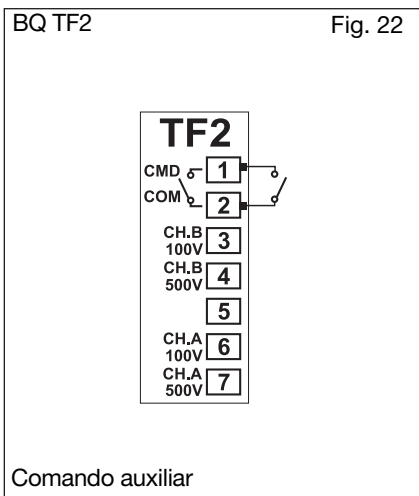 BQ TF2 Fig. 22
TF2
CMD 1
COM 2
CH.B
100V 3
CH.B
500V 4
5
CH.A
100V 6
CH.A
500V 7
Comando auxiliar